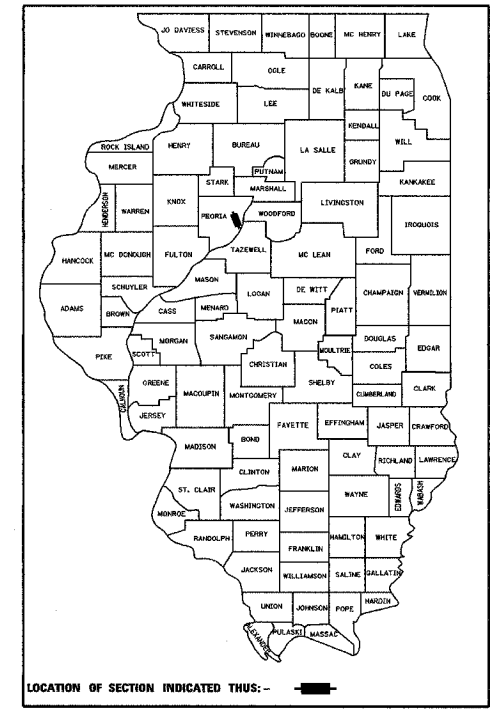 JO DAVIESS STEVENSON WINNEBAGO BOONE MC HENRY LAKE
CARROLL OGLE DE KALB KANE DU PAGE COOK
WHITESIDE LEE
KENDALL WILL
ROCK ISLAND HENRY BUREAU LA SALLE GRUNDY
MERCER PUTNAM
STARK MARSHALL KANKAKEE
HENDERSON WARREN KNOX PEORIA WOODFORD LIVINGSTON IROQUOIS
HANCOCK MC DONOUGH FULTON TAZEWELL MC LEAN FORD
SCHUYLER MASON LOGAN DE WITT CHAMPAIGN VERMILION
ADAMS BROWN CASS MENARD MACON PIATT
PIKE SCOTT MORGAN SANGAMON CHRISTIAN MOULTRIE DOUGLAS EDGAR
COLES
CALHOUN GREENE MACOUPIN MONTGOMERY SHELBY CUMBERLAND CLARK
JERSEY FAYETTE EFFINGHAM JASPER CRAWFORD
MADISON BOND
CLAY RICHLAND LAWRENCE
CLINTON MARION
ST. CLAIR WAYNE EDWARDS WABASH
MONROE WASHINGTON JEFFERSON
RANDOLPH PERRY HAMILTON WHITE
FRANKLIN
JACKSON WILLIAMSON SALINE GALLATIN
UNION JOHNSON POPE HARDIN
ALEXANDER PULASKI MASSAC
LOCATION OF SECTION INDICATED THUS: -